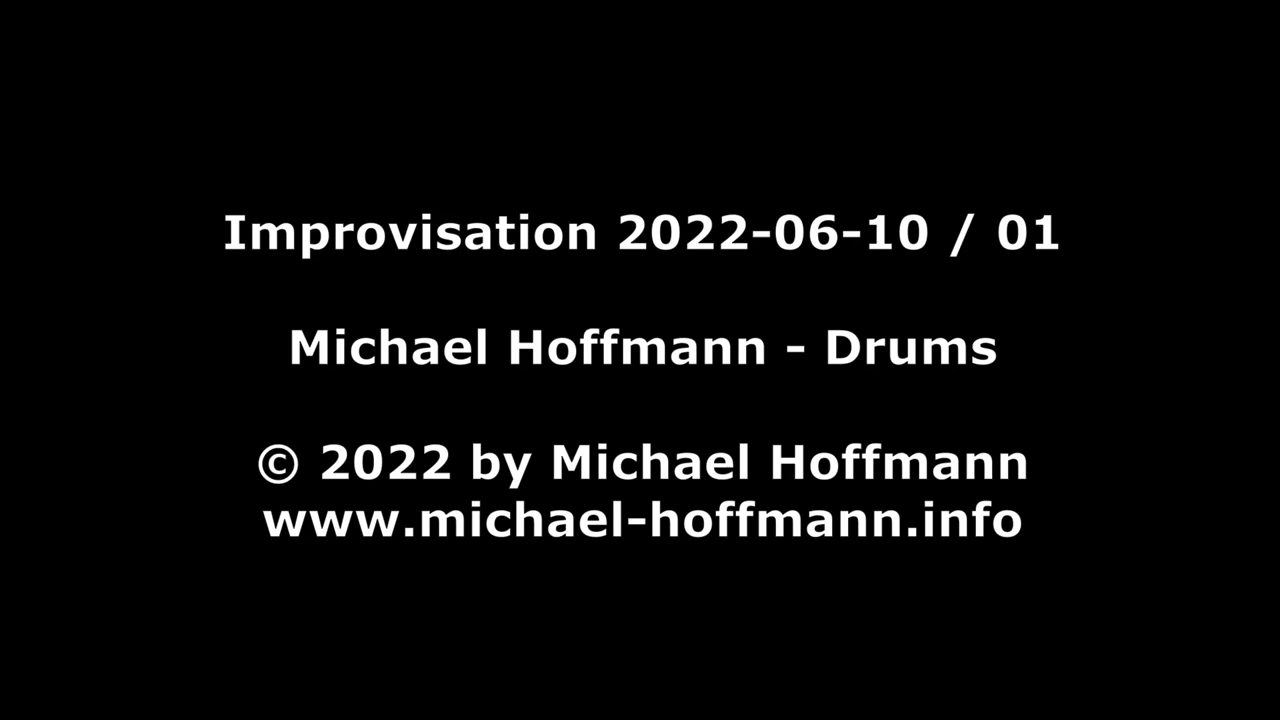 Improvisation 2022-06-10 / 01
Michael Hoffmann - Drums
© 2022 by Michael Hoffmann
www.michael-hoffmann.info